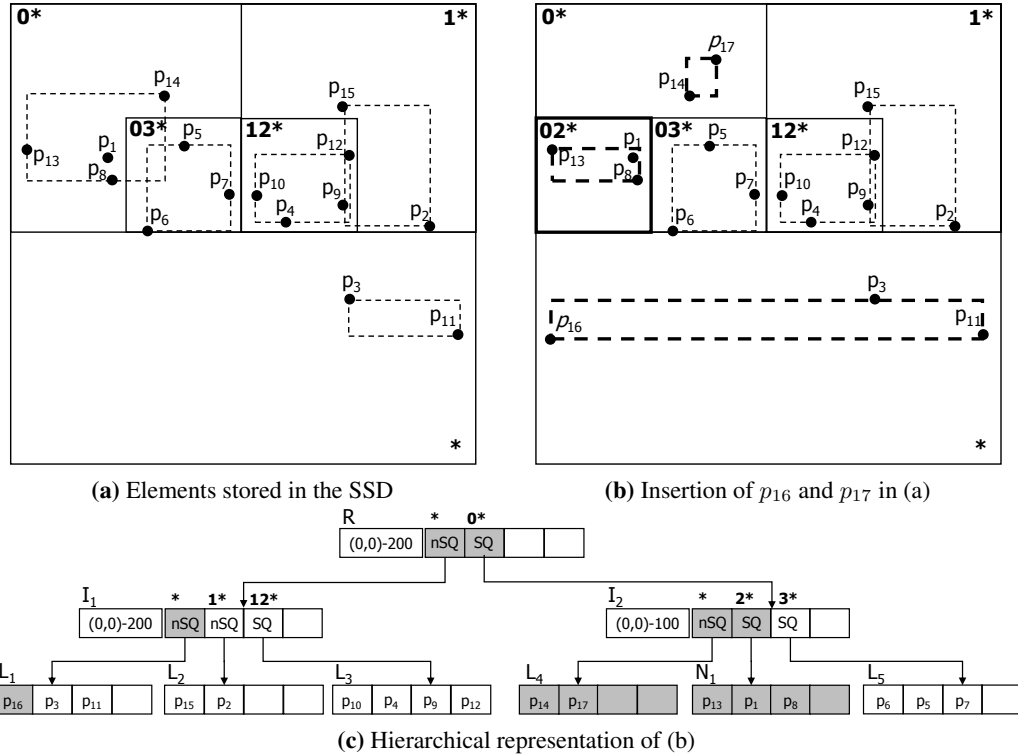 0* 1*
p14
p15
03* p5 12* p12
p13 p1
p8 p7 p10 p9
p4
p6 p2
p3
p11
*
(a) Elements stored in the SSD
0* 1*
p17
p14
p15
02* 03* p5 12* p12
p13 p1
p8 p7 p10 p9
p4
p6 p2
p3
p16 p11
*
(b) Insertion of p16 and p17 in (a)
R * 0*
(0,0)-200 nSQ SQ
I1 * 1* 12*
(0,0)-200 nSQ nSQ SQ
I2 * 2* 3*
(0,0)-100 nSQ SQ SQ
L1 L2 L3 L4 N1 L5
p16 p3 p11 p15 p2 p10 p4 p9 p12 p14 p17 p13 p1 p8 p6 p5 p7
(c) Hierarchical representation of (b)